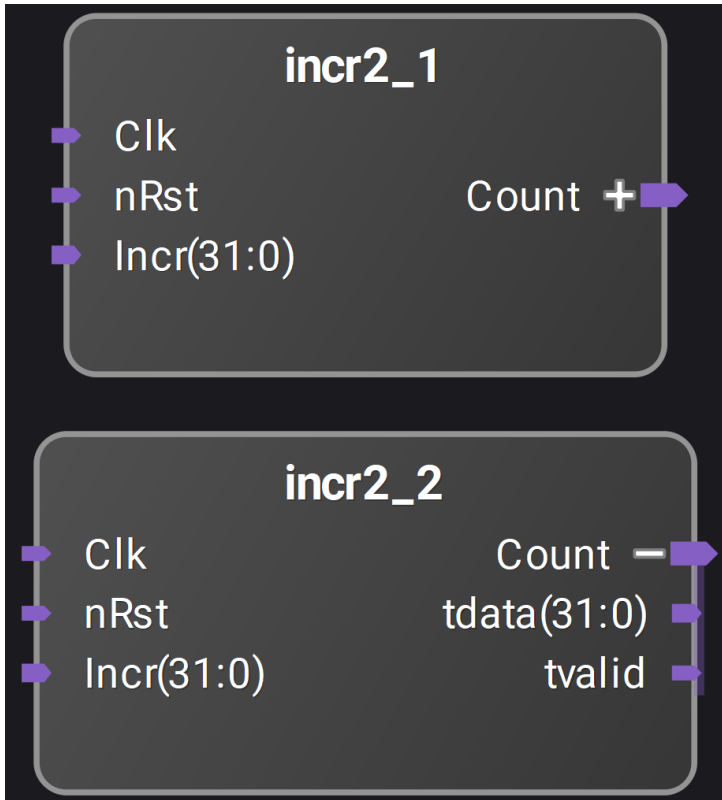 incr2_1
Clk
nRst
Count
Incr(31:0)
incr2_2
Clk
Count
nRst
tdata(31:0)
Incr(31:0)
tvalid